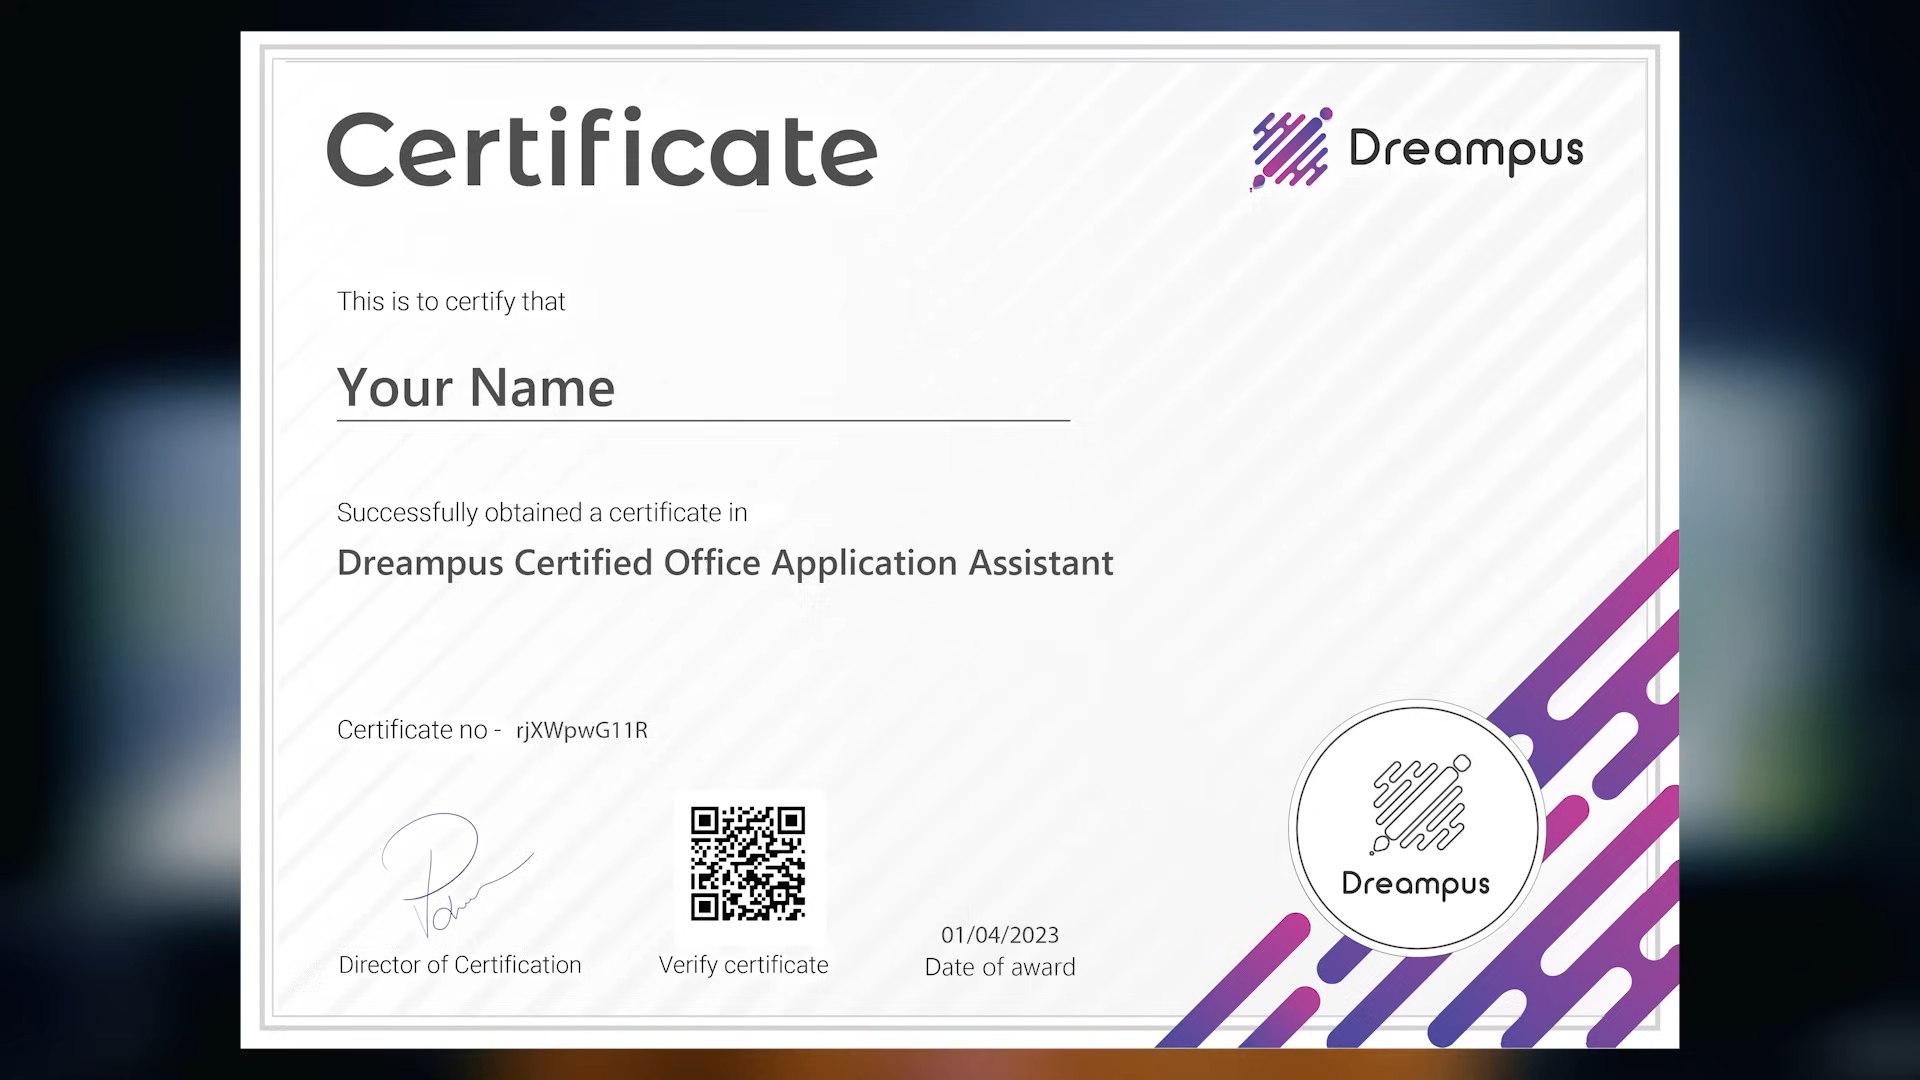 Certificate
Dreampus
This is to certify that
Your Name
Successfully obtained a certificate in
Dreampus Certified Office Application Assistant
Certificate no - rjXWpwG11R
Director of Certification
Verify certificate
01/04/2023
Date of award
Dreampus